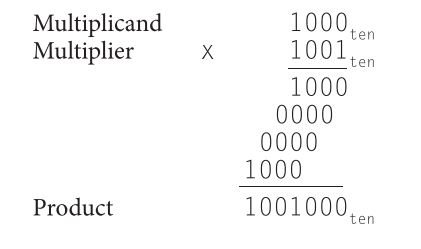 Multiplicand 1000ten
Multiplier X 1001ten
1000
0000
0000
1000
Product 1001000ten